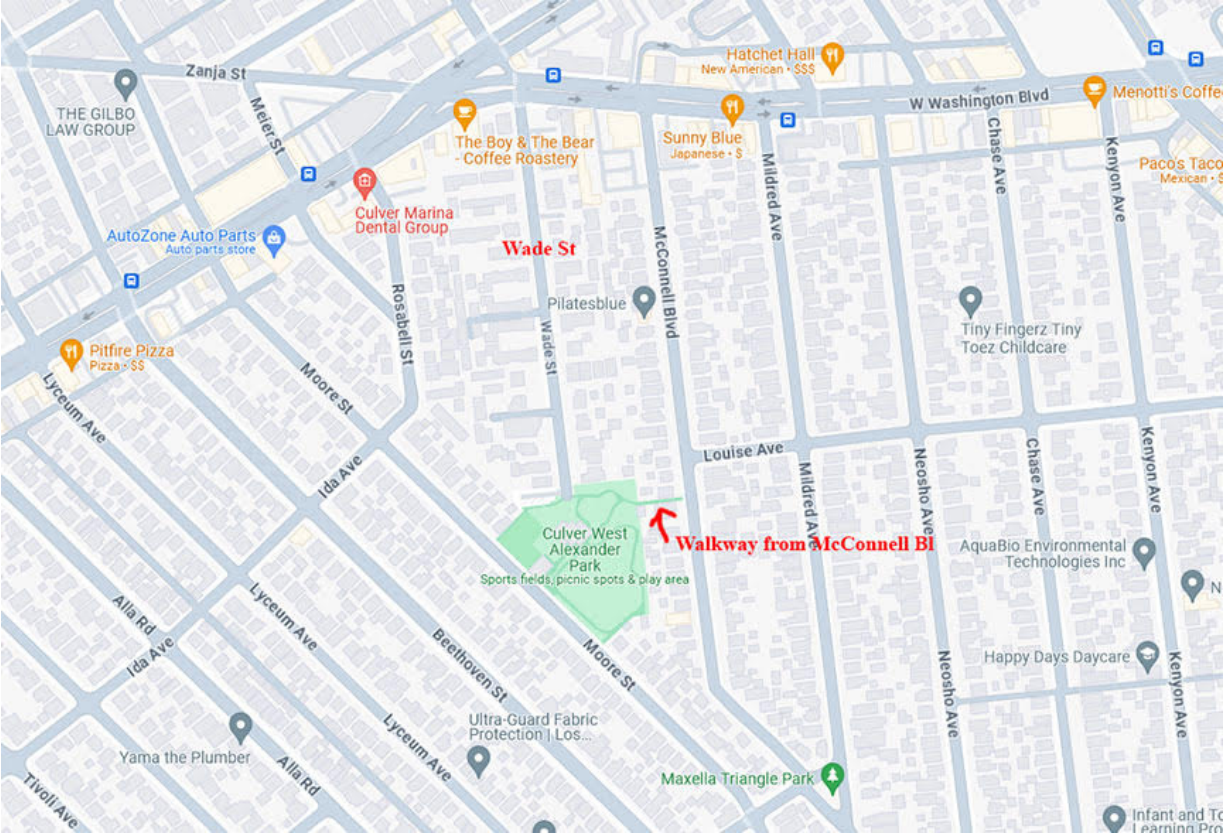 Zanja St
THE GILBO
LAW GROUP
Meier St
The Boy & The Bear
- Coffee Roastery
Hatchet Hall
New American • $$$
Sunny Blue
Japanese • $
W Washington Blvd
Menotti's Coffe
Chase Ave
Kenyon Ave
Paco's Taco
Mexican • $
Mildred Ave
Culver Marina
Dental Group
AutoZone Auto Parts
Auto parts store
Wade St
McConnell Blvd
Pilatesblue
Rosabell St
Wade St
Tiny Fingerz Tiny
Toez Childcare
Pitfire Pizza
Pizza • $$
Lyceum Ave
Moore St
Louise Ave
Ida Ave
Mildred Ave
Neosho Ave
Chase Ave
Kenyon Ave
Culver West
Alexander
Park
Sports fields, picnic spots & play area
Walkway from McConnell Bl
AquaBio Environmental
Technologies Inc
N
Alla Rd
Lyceum Ave
Ida Ave
Beethoven St
Moore St
Neosho Ave
Happy Days Daycare
Kenyon Ave
Yama the Plumber
Ultra-Guard Fabric
Protection | Los...
Lyceum Ave
Alla Rd
Tivoli Ave
Maxella Triangle Park
Infant and To
Learning Pro